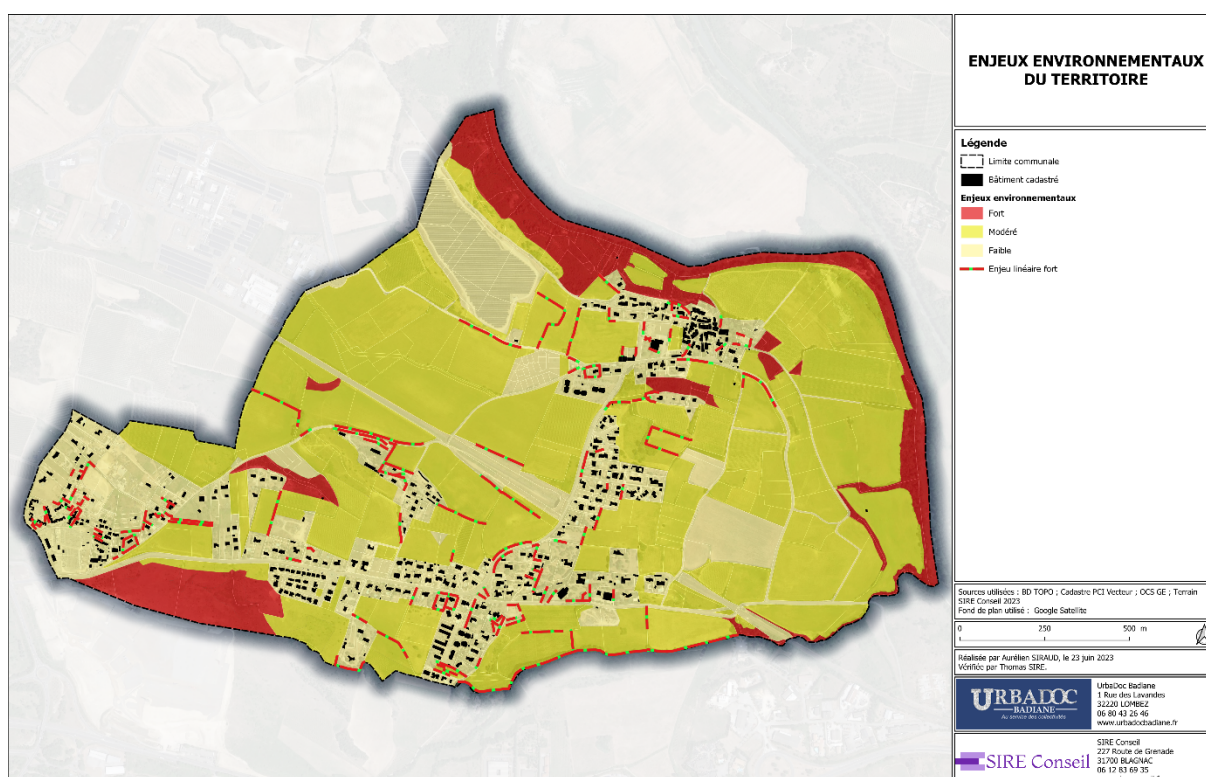 ENJEUX ENVIRONNEMENTAUX
DU TERRITOIRE
Légende
Limite communale
Bâtiment cadastré
Enjeux environnementaux
Fort
Modéré
Faible
Enjeu linéaire fort
Sources utilisées : BD TOPO ; Cadastre PCI Vecteur ; OCS GE ; Terrain
SIRE Conseil 2023
Fond de plan utilisé : Google Satellite
0 250 500 m
Réalisée par Aurélien SIRAUD, le 23 juin 2023
Vérifiée par Thomas SIRE.
URBADOC
BADIANE
Au service des collectivités
UrbaDoc Badiane
1 Rue des Lavandes
32220 LOMBEZ
06 80 43 26 46
www.urbadocbadiane.fr
SIRE Conseil
SIRE Conseil
227 Route de Grenade
31700 BLAGNAC
06 12 83 69 35